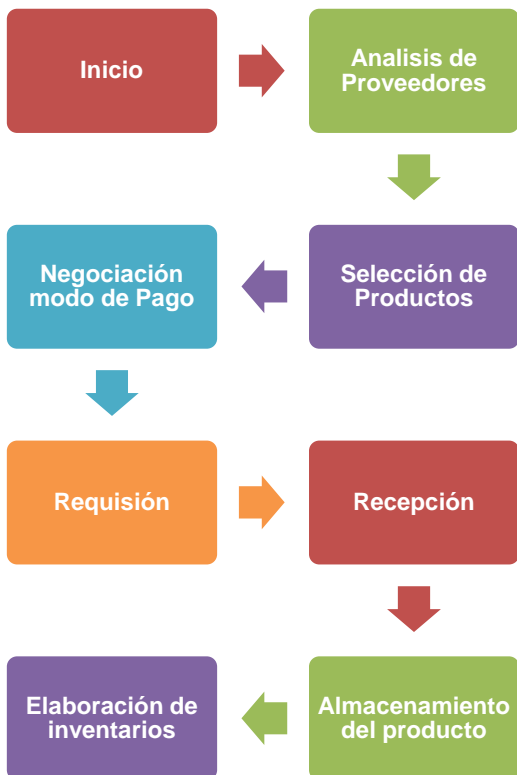 Inicio
Analisis de
Proveedores
Selección de
Productos
Negociación
modo de Pago
Requisión
Recepción
Almacenamiento
del producto
Elaboración de
inventarios